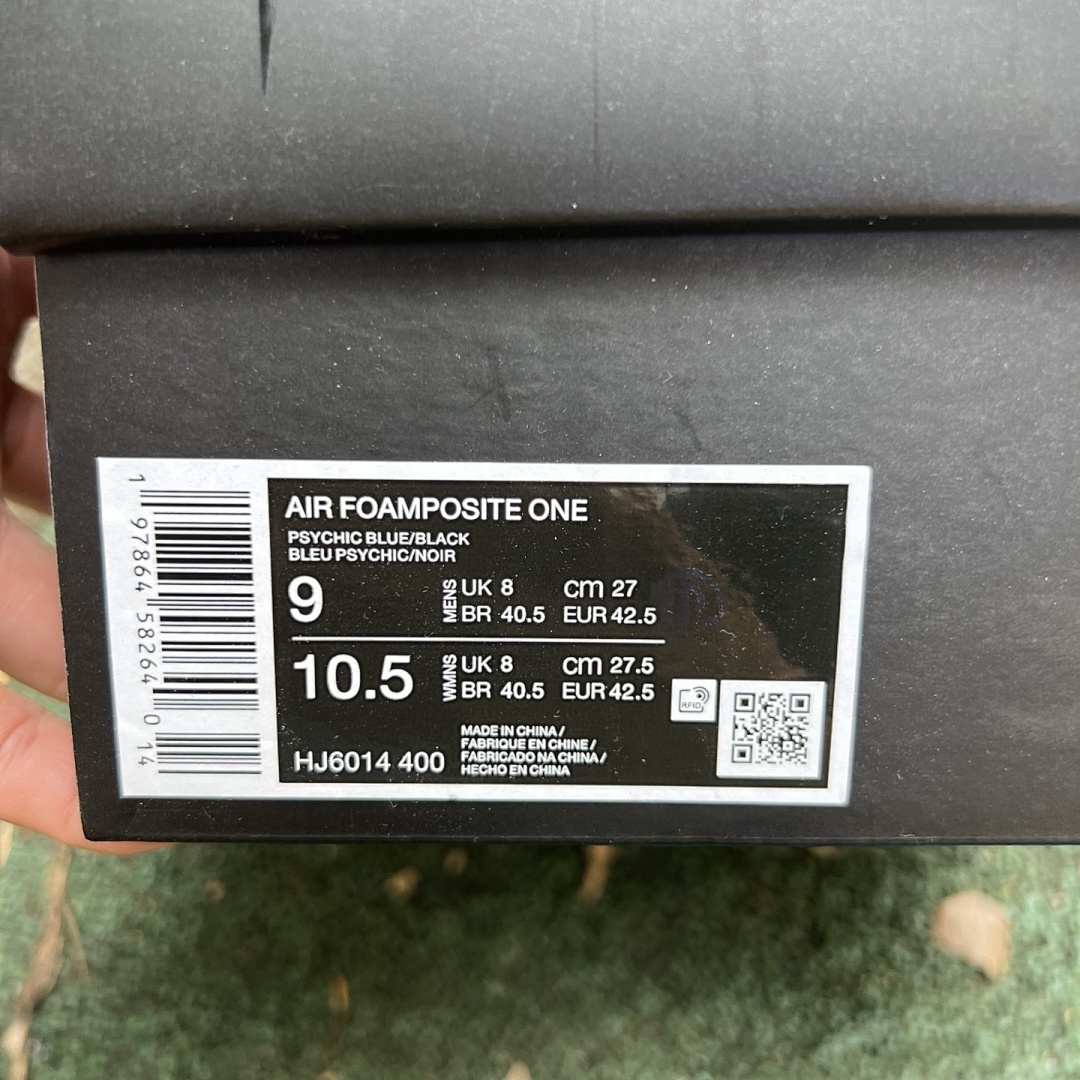 1 97864 58264 0 14
AIR FOAMPOSITE ONE
PSYCHIC BLUE/BLACK
BLEU PSYCHIC/NOIR
9 MENS UK 8 cm 27
BR 40.5 EUR 42.5
10.5 WMNS UK 8 cm 27.5
BR 40.5 EUR 42.5
RFID
HJ6014 400
MADE IN CHINA /
FABRIQUE EN CHINE /
FABRICADO NA CHINA /
HECHO EN CHINA